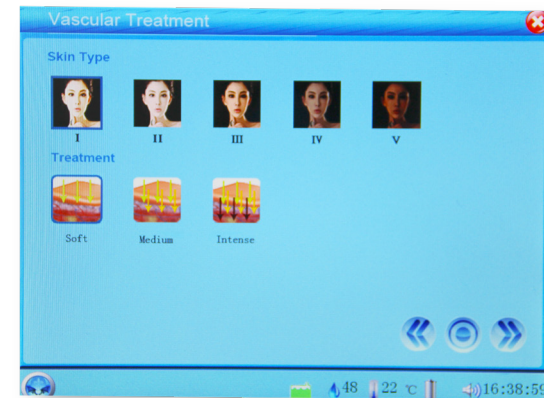 Vascular Treatment
Skin Type
I II III IV V
Treatment
Soft Medium Intense
48 22 ℃ 16:38:59